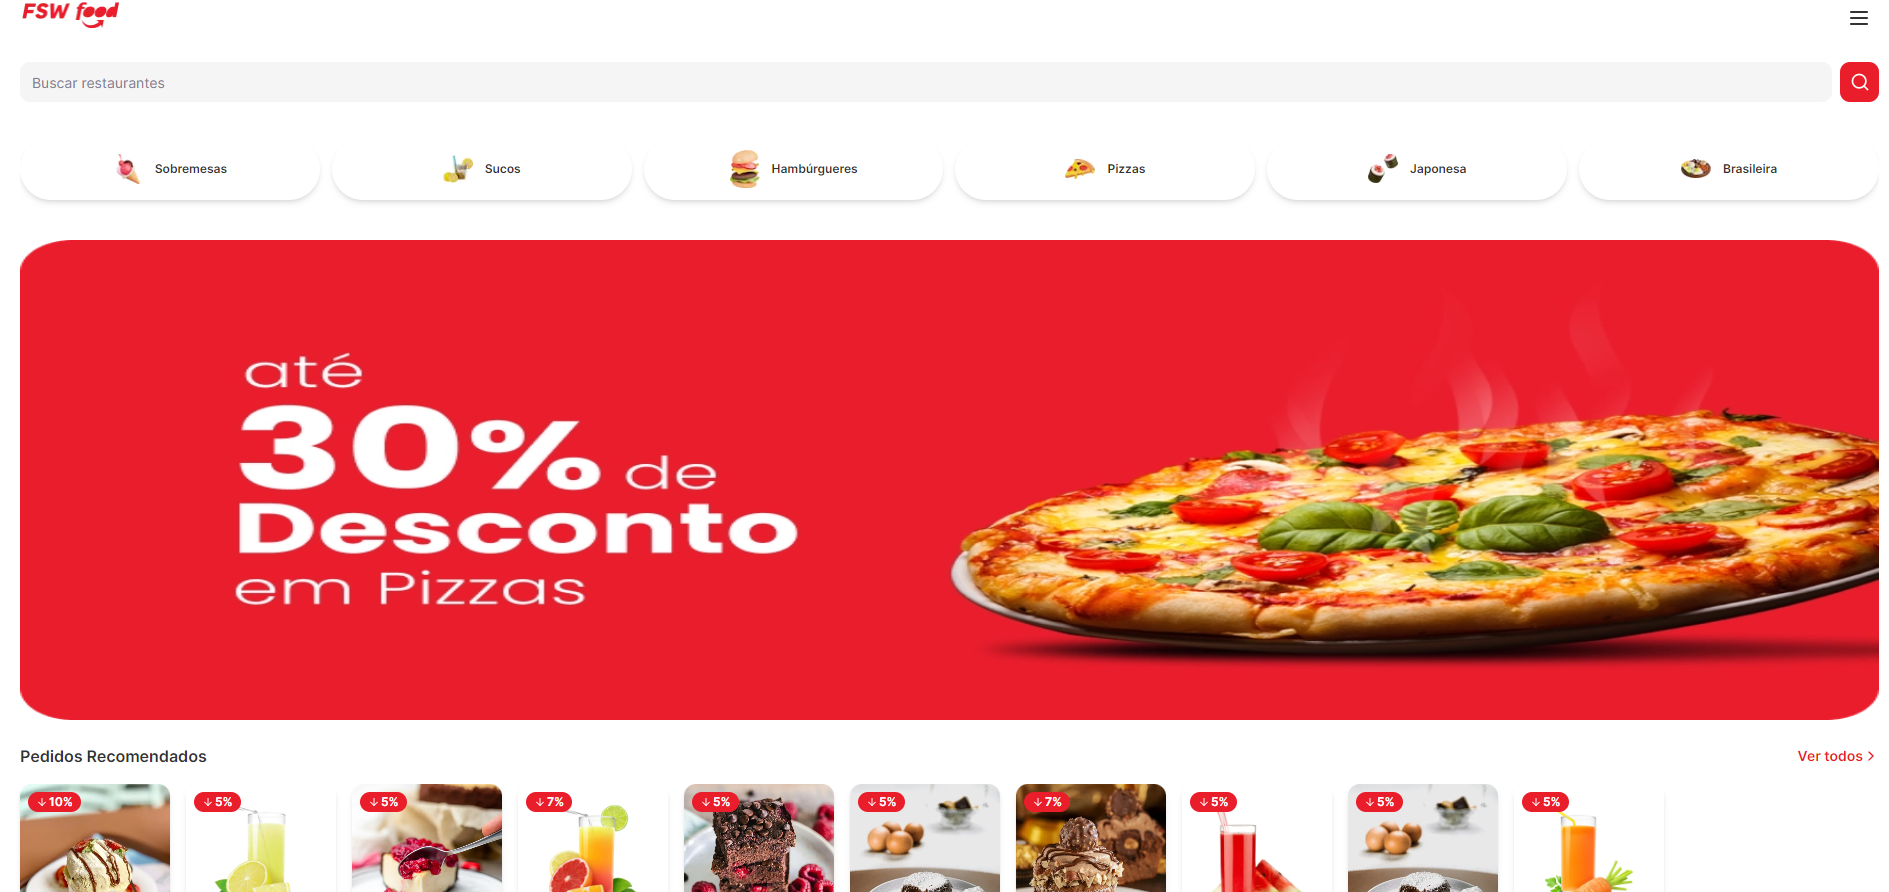 FSW food
Buscar restaurantes
Sobremesas
Sucos
Hambúrgueres
Pizzas
Japonesa
Brasileira
até
30% de
Desconto
em Pizzas
Pedidos Recomendados
Ver todos
10%
5%
5%
7%
5%
5%
7%
5%
5%
5%